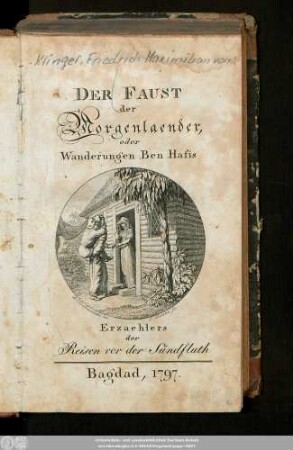 Klinger, Friedrich Maximilian von
DER FAUST
der
Morgenlaender,
oder
Wanderungen Ben Hafis
Erzaehlers
der
Reisen vor der Sündfluth
Bagdad, 1797.